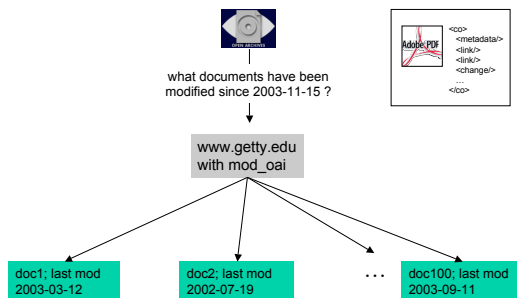 OPEN ARCHIVES
what documents have been
modified since 2003-11-15 ?
Adobe PDF
<co>
<metadata/>
<link/>
<link/>
<change/>
...
</co>
www.getty.edu
with mod_oai
doc1; last mod
2003-03-12
doc2; last mod
2002-07-19
...
doc100; last mod
2003-09-11